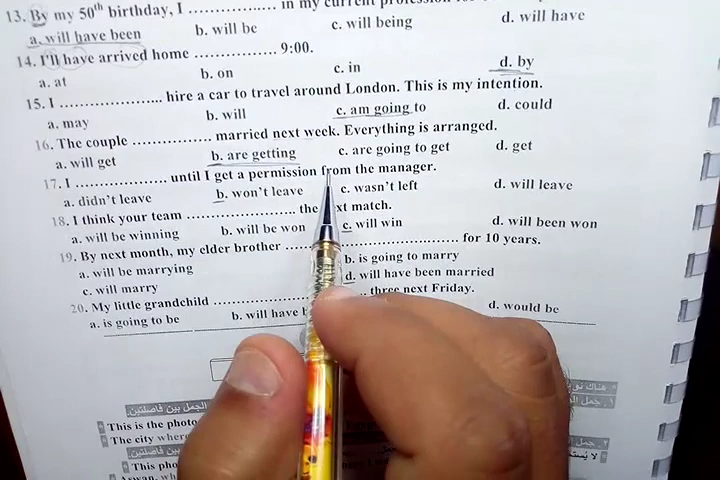 13. By my 50th birthday, I ................ in my current
a. will have been b. will be c. will being d. will have
14. I'll have arrived home ............... 9:00.
a. at b. on c. in d. by
15. I .................... hire a car to travel around London. This is my intention.
a. may b. will c. am going to d. could
16. The couple ............... married next week. Everything is arranged.
a. will get b. are getting c. are going to get d. get
17. I .................. until I get a permission from the manager.
a. didn't leave b. won't leave c. wasn't left d. will leave
18. I think your team ...................... the match.
a. will be winning b. will be won c. will win d. will been won
19. By next month, my elder brother ................................... for 10 years.
a. will be marrying b. is going to marry
c. will marry d. will have been married
20. My little grandchild ...................... three next Friday.
a. is going to be b. will have d. would be
الجمل بين فاصلتين.
This is the photo
The city where
بين فاصلتين.
This pho